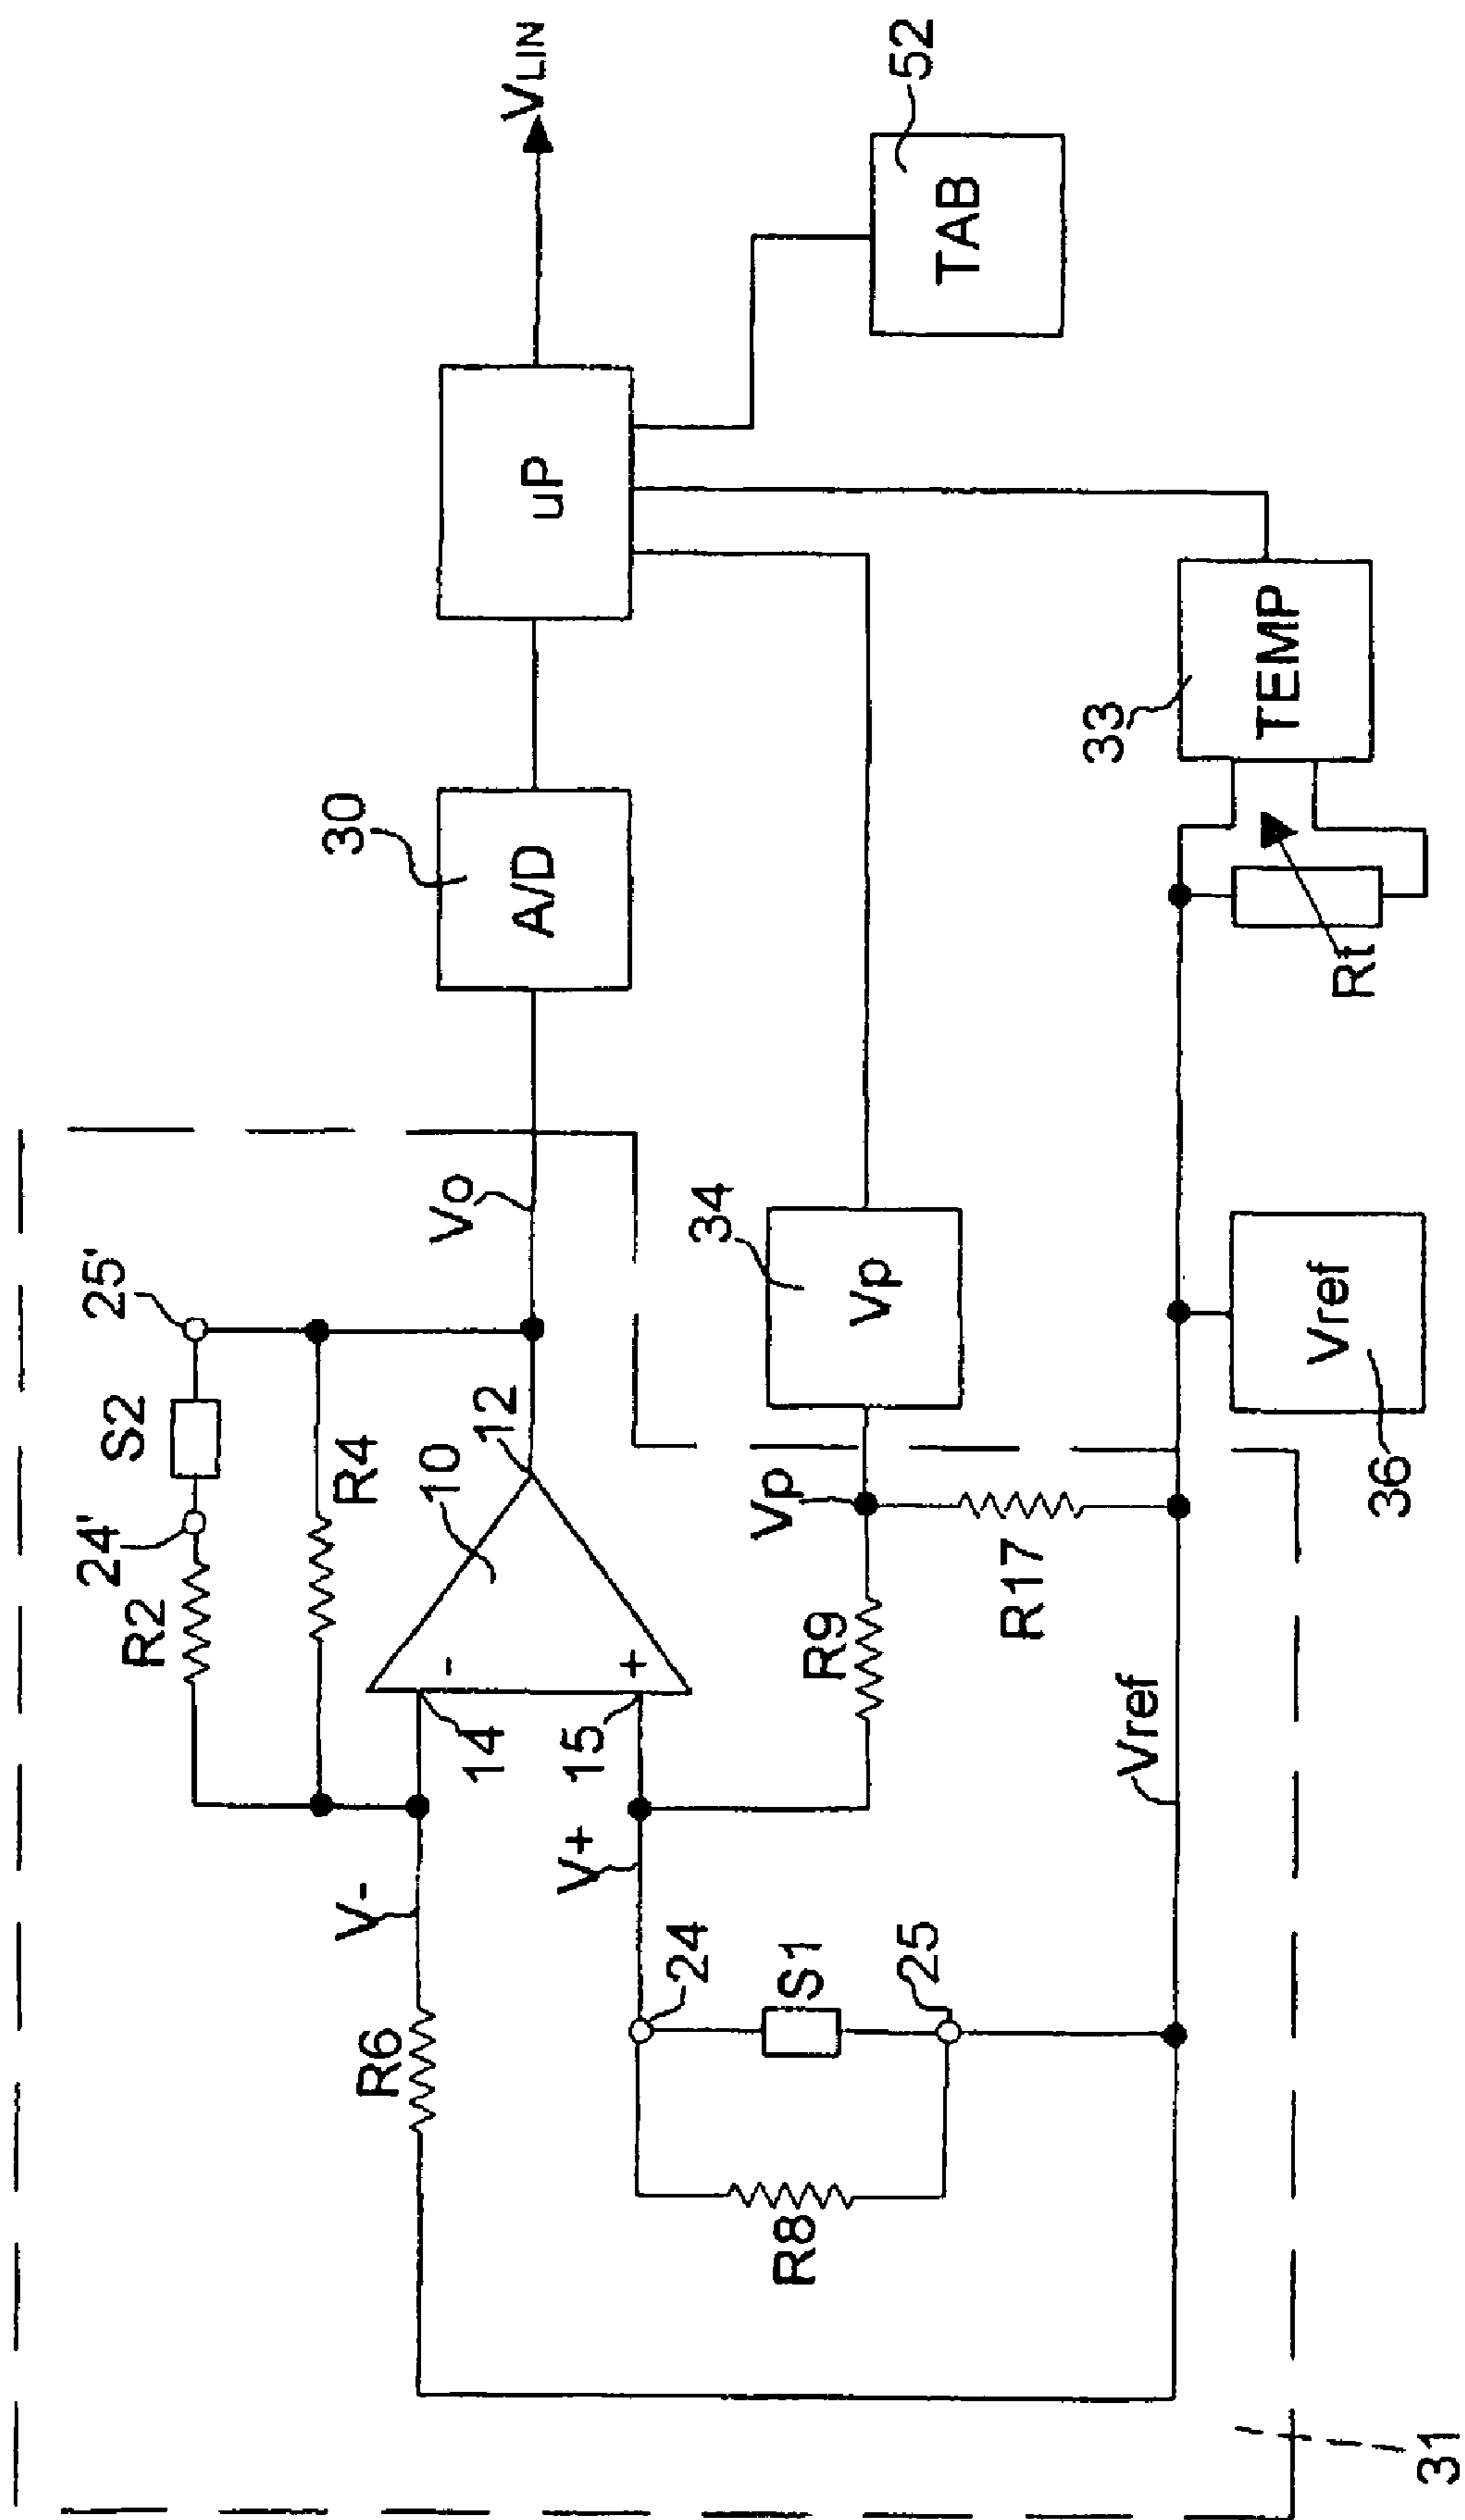 VLIN
52
TAB
uP
30
A/D
33
TEMP
Rt
Vo
25'
S2
24'
R2
R4
12
10
-
+
14
15
34
Vp
Vp
R9
R17
Vref
36
Vref
V-
V+
24
S1
25
R6
R8
31